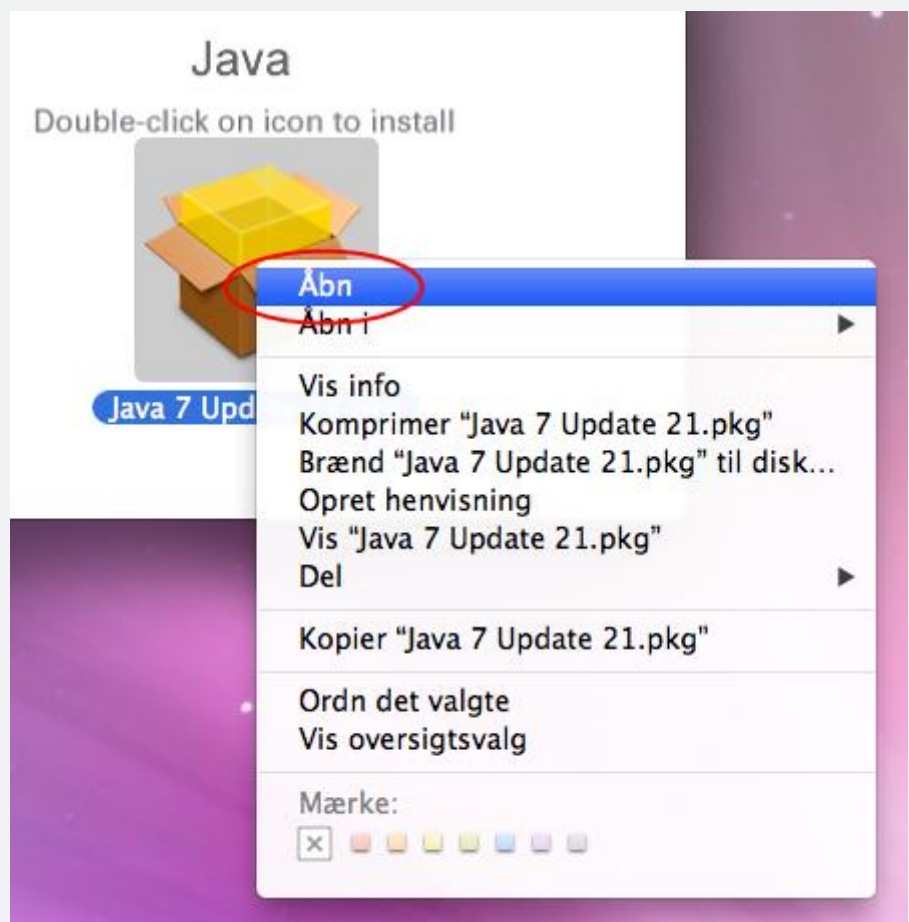 Java
Double-click on icon to install
Java 7 Upd
Åbn
Åbn i
Vis info
Komprimer “Java 7 Update 21.pkg”
Brænd “Java 7 Update 21.pkg” til disk...
Opret henvisning
Vis “Java 7 Update 21.pkg”
Del
Kopier “Java 7 Update 21.pkg”
Ordn det valgte
Vis oversigtsvalg
Mærke: